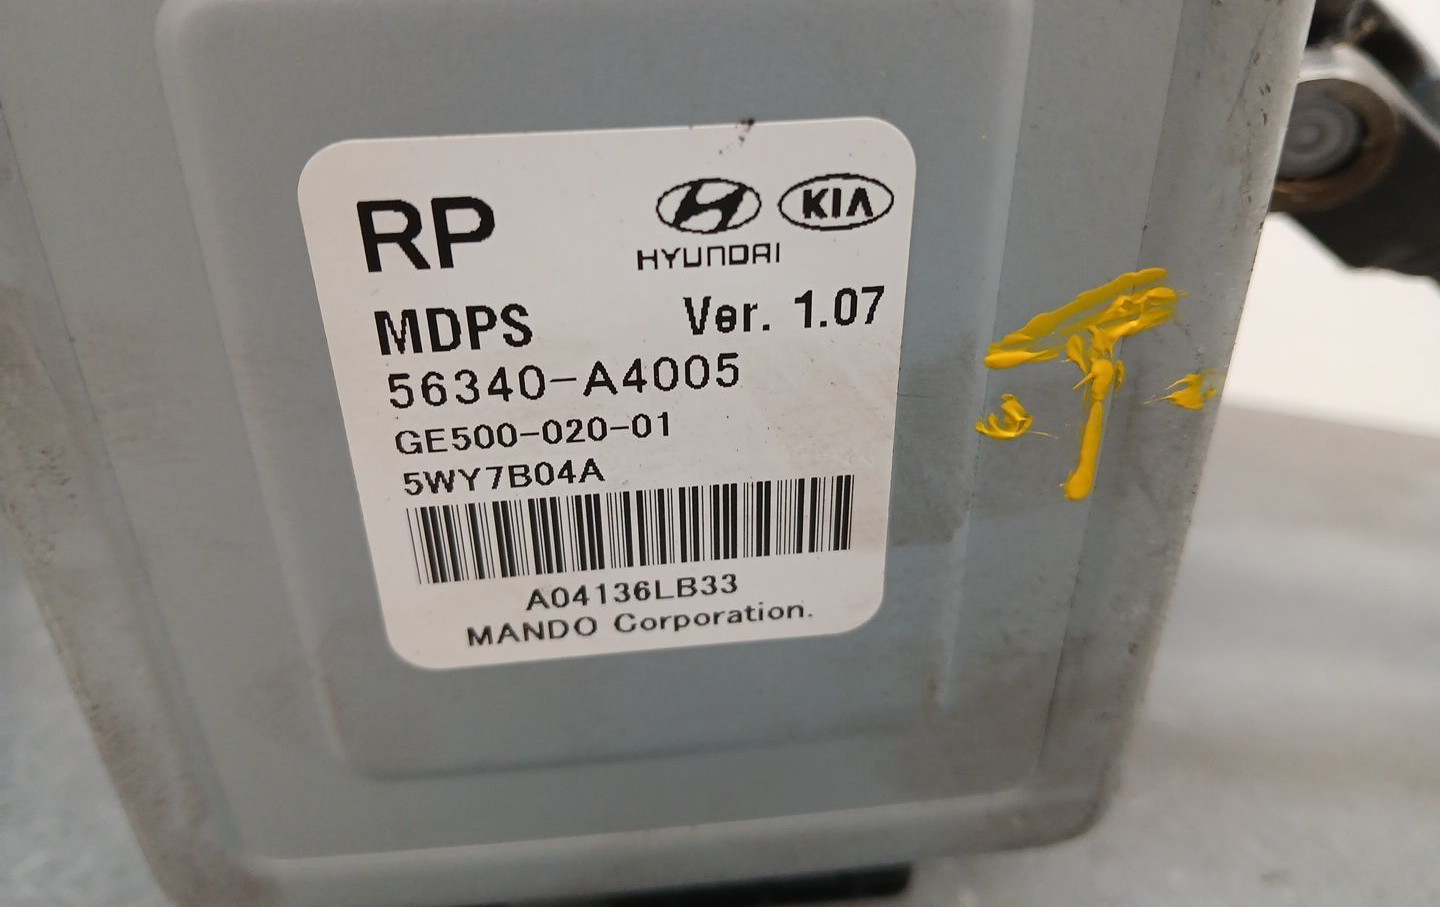 RP
KIA
HYUNDAI
MDPS Ver. 1.07
56340-A4005
GE500-020-01
5WY7B04A
A04136LB33
MANDO Corporation.